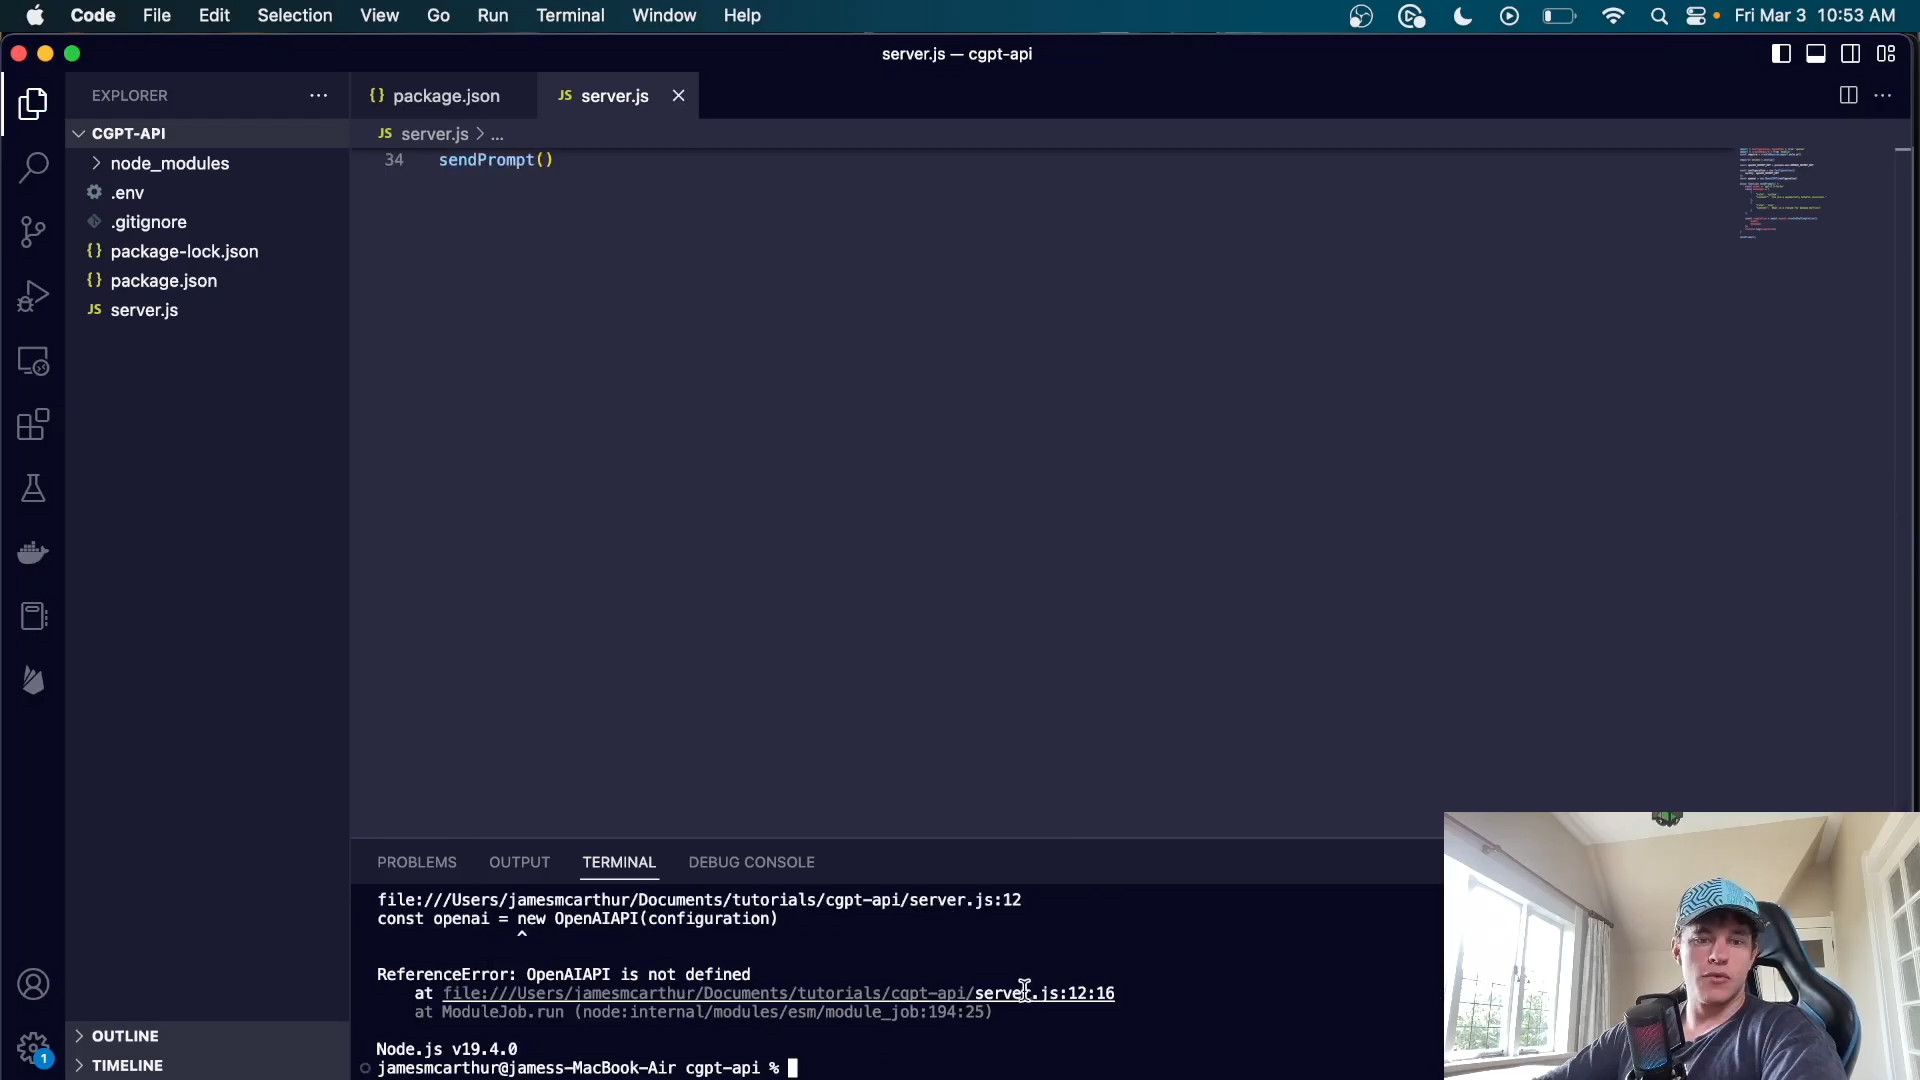 Code File Edit Selection View Go Run Terminal Window Help
Fri Mar 3 10:53 AM
server.js — cgpt-api
EXPLORER
{} package.json
JS server.js
JS server.js > ...
CGPT-API
node_modules
.env
.gitignore
{} package-lock.json
{} package.json
JS server.js
34 sendPrompt()
PROBLEMS OUTPUT TERMINAL DEBUG CONSOLE
file:///Users/jamesmcarthur/Documents/tutorials/cgpt-api/server.js:12
const openai = new OpenAIAPI(configuration)
^
ReferenceError: OpenAIAPI is not defined
at file:///Users/jamesmcarthur/Documents/tutorials/cgpt-api/server.js:12:16
at ModuleJob.run (node:internal/modules/esm/module_job:194:25)
Node.js v19.4.0
jamesmcarthur@jamess-MacBook-Air cgpt-api %
OUTLINE
TIMELINE
1